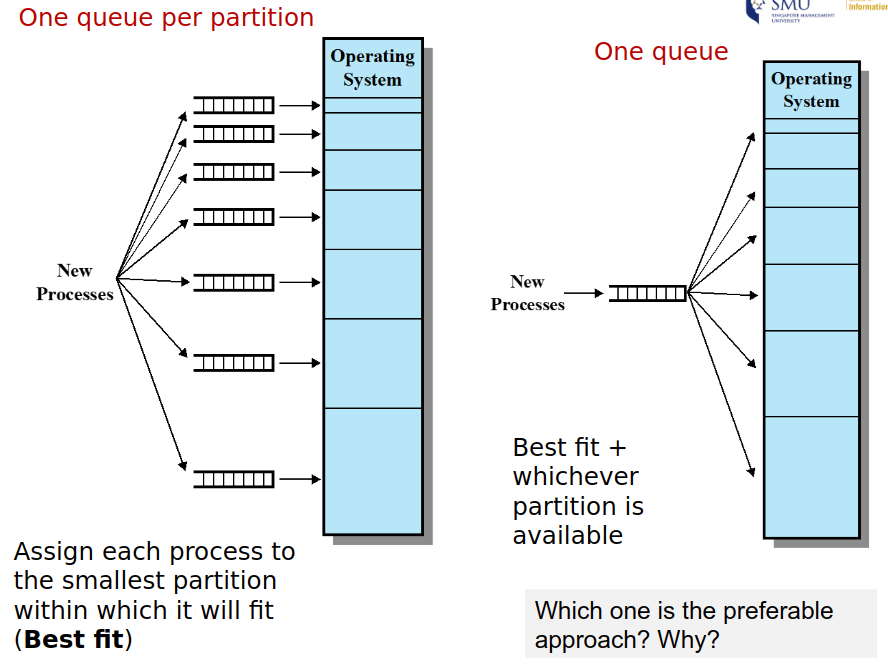 One queue per partition
SMU
SINGAPORE MANAGEMENT
UNIVERSITY
Information
Operating
System
New
Processes
Assign each process to
the smallest partition
within which it will fit
(Best fit)
One queue
Operating
System
New
Processes
Best fit +
whichever
partition is
available
Which one is the preferable
approach? Why?